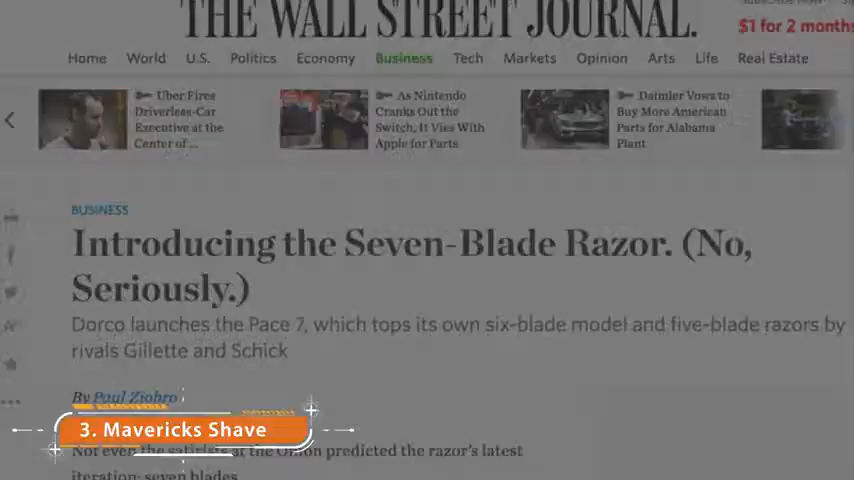 THE WALL STREET JOURNAL.
$1 for 2 months
Home World U.S. Politics Economy Business Tech Markets Opinion Arts Life Real Estate
Uber Fires
Driverless-Car
Executive at the
Center of ...
As Nintendo
Cranks Out the
Switch, It Vies With
Apple for Parts
Daimler Vows to
Buy More American
Parts for Alabama
Plant
BUSINESS
Introducing the Seven-Blade Razor. (No,
Seriously.)
Dorco launches the Pace 7, which tops its own six-blade model and five-blade razors by
rivals Gillette and Schick
By Paul Ziobro
3. Mavericks Shave
Not even the satirists at the Onion predicted the razor's latest
iteration: seven blades